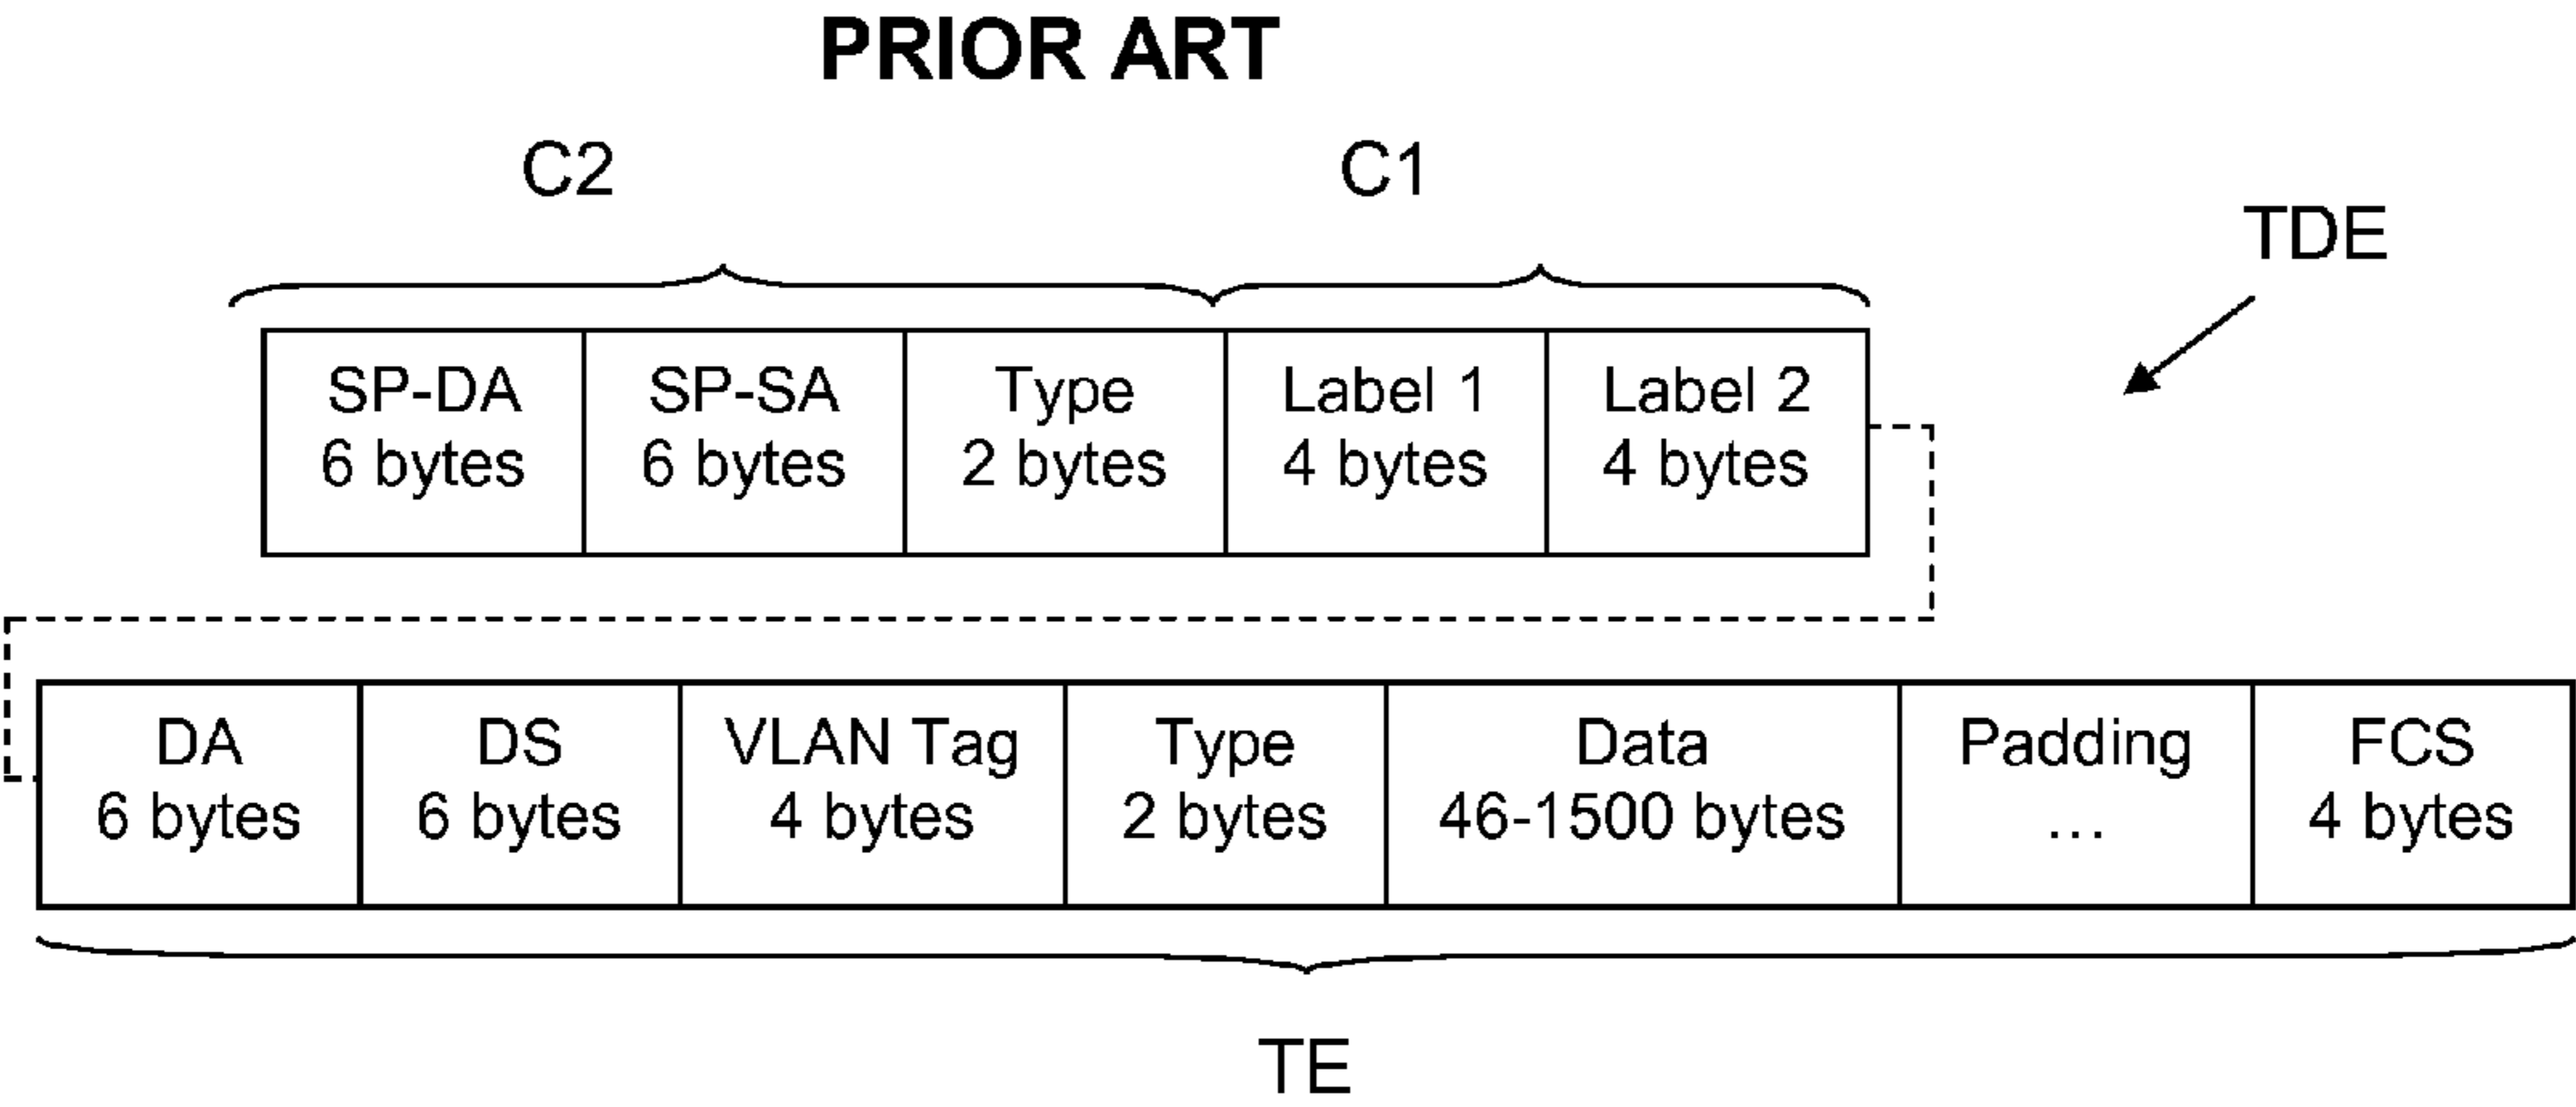 PRIOR ART
C2 C1
TDE
SP-DA SP-SA Type Label 1 Label 2
6 bytes 6 bytes 2 bytes 4 bytes 4 bytes
DA DS VLAN Tag Type Data Padding FCS
6 bytes 6 bytes 4 bytes 2 bytes 46-1500 bytes ... 4 bytes
TE